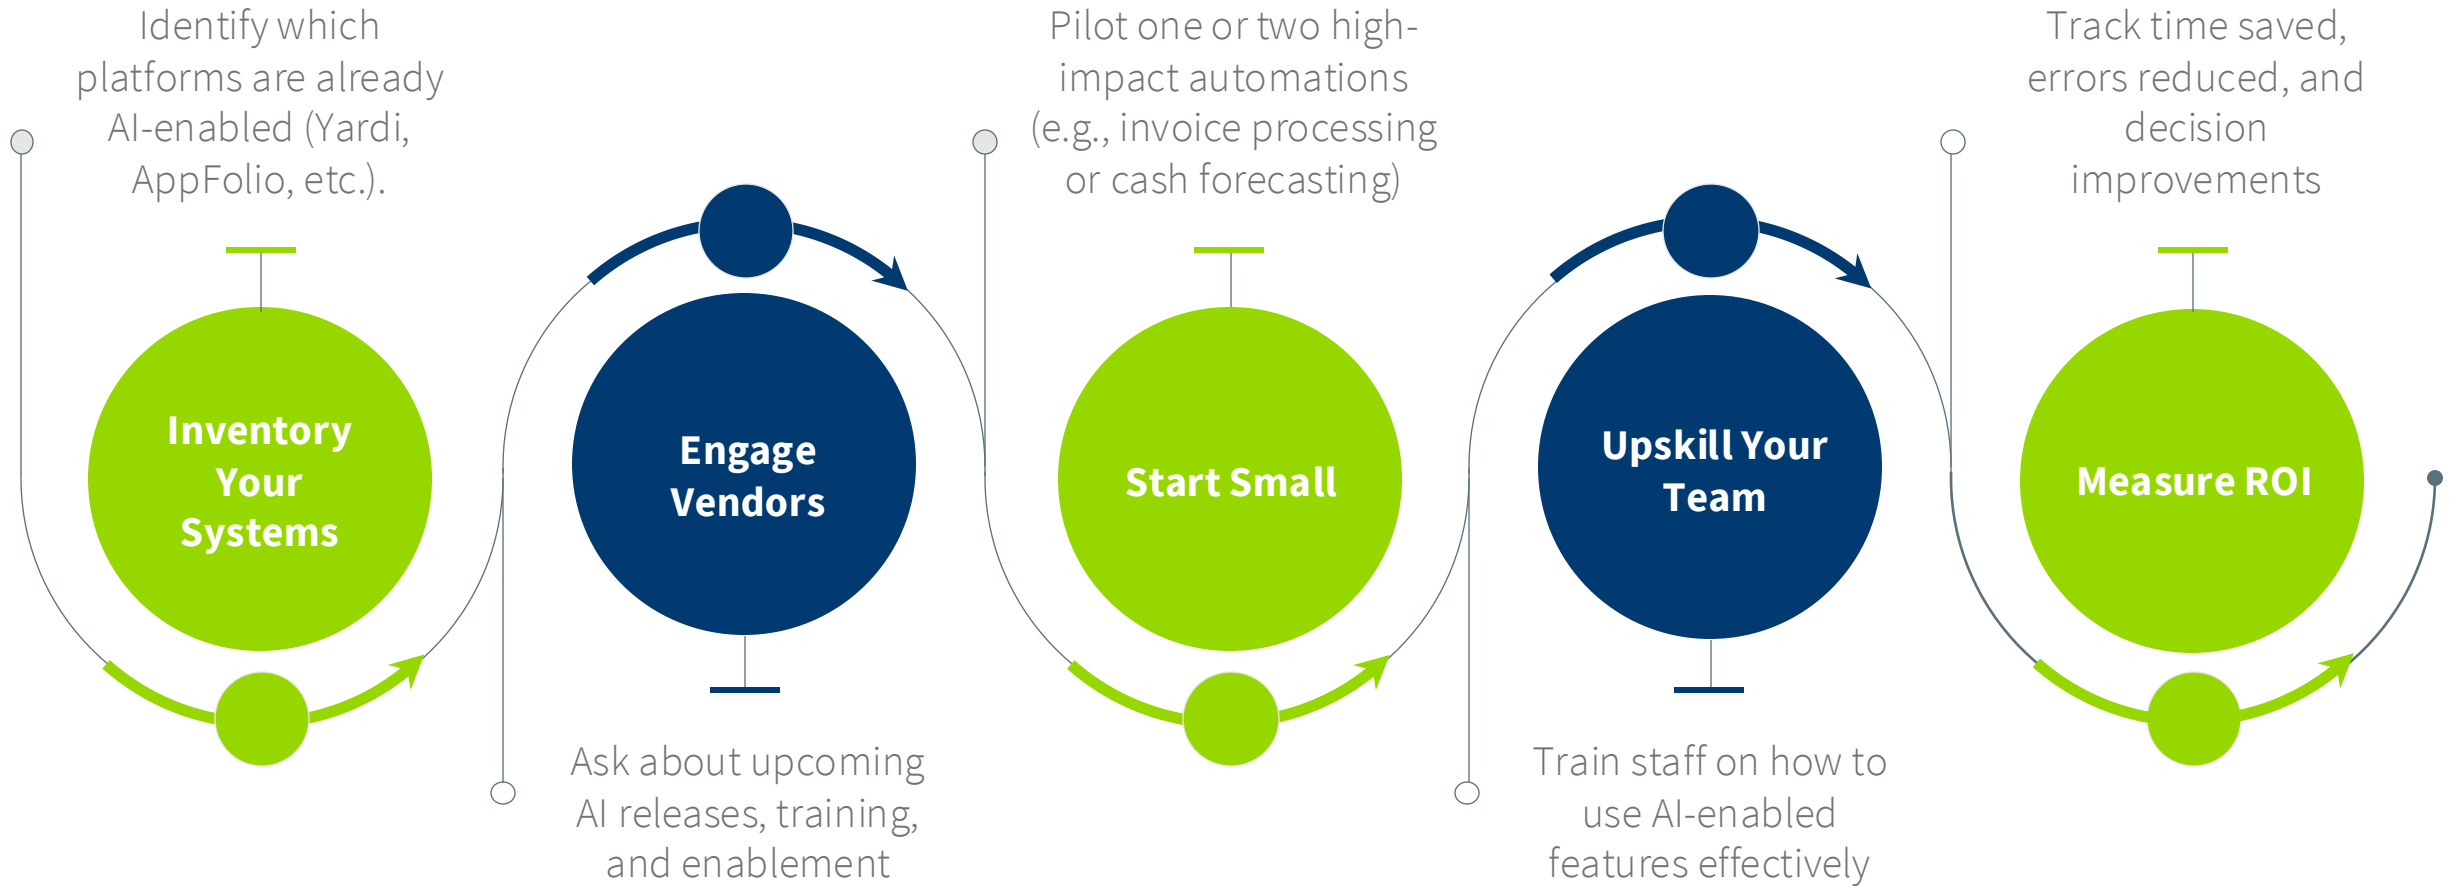 Identify which
platforms are already
AI-enabled (Yardi,
AppFolio, etc.).
Inventory
Your
Systems
Engage
Vendors
Ask about upcoming
AI releases, training,
and enablement
Pilot one or two high-
impact automations
(e.g., invoice processing
or cash forecasting)
Start Small
Upskill Your
Team
Train staff on how to
use AI-enabled
features effectively
Track time saved,
errors reduced, and
decision
improvements
Measure ROI